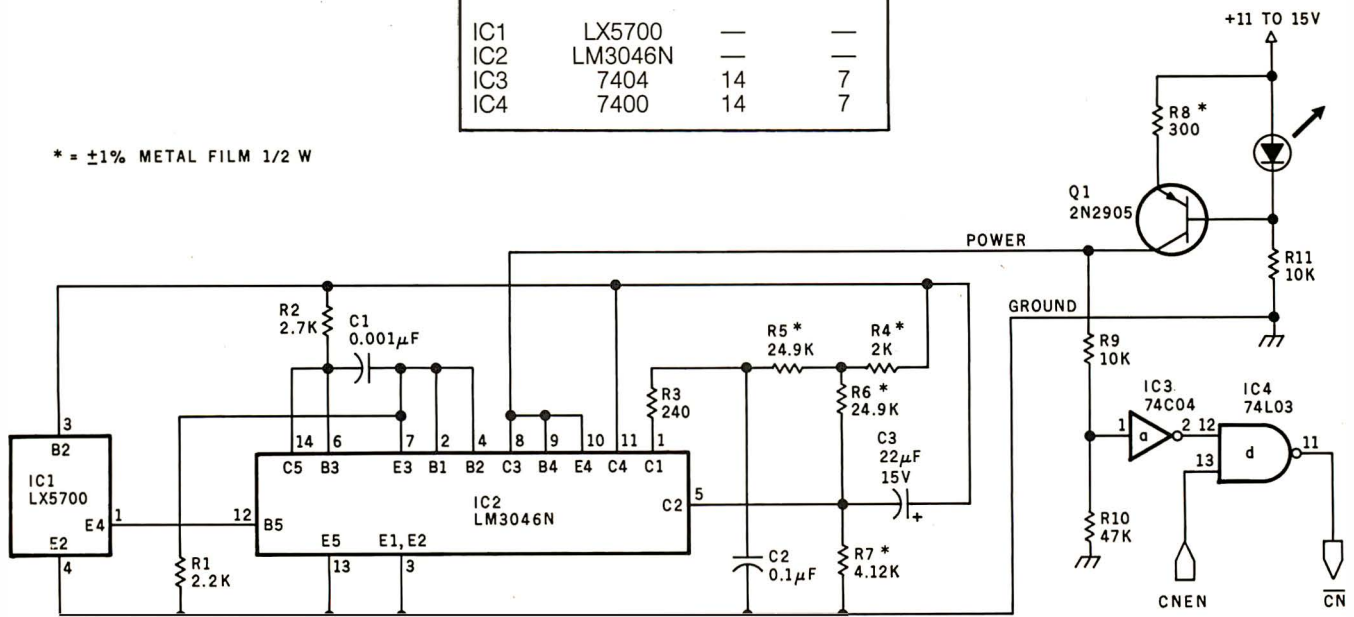 IC1 LX5700 — —
IC2 LM3046N — —
IC3 7404 14 7
IC4 7400 14 7
* = ±1% METAL FILM 1/2 W
+11 TO 15V
R8 *
300
Q1
2N2905
POWER
R11
10K
GROUND
R2
2.7K
C1
0.001μF
R5 *
24.9K
R4 *
2K
R9
10K
R3
240
R6 *
24.9K
IC3
74C04
IC4
74L03
C3
22μF
15V
+
1 a 2 12
13
d 11
3
B2
IC1
LX5700
E4 1
E2
4
14 6 7 2 4 8 9 10 11 1
C5 B3 E3 B1 B2 C3 B4 E4 C4 C1
12 B5
IC2
LM3046N
C2 5
E5 E1, E2
13 3
R1
2.2K
C2
0.1μF
R7 *
4.12K
R10
47K
CNEN
CN